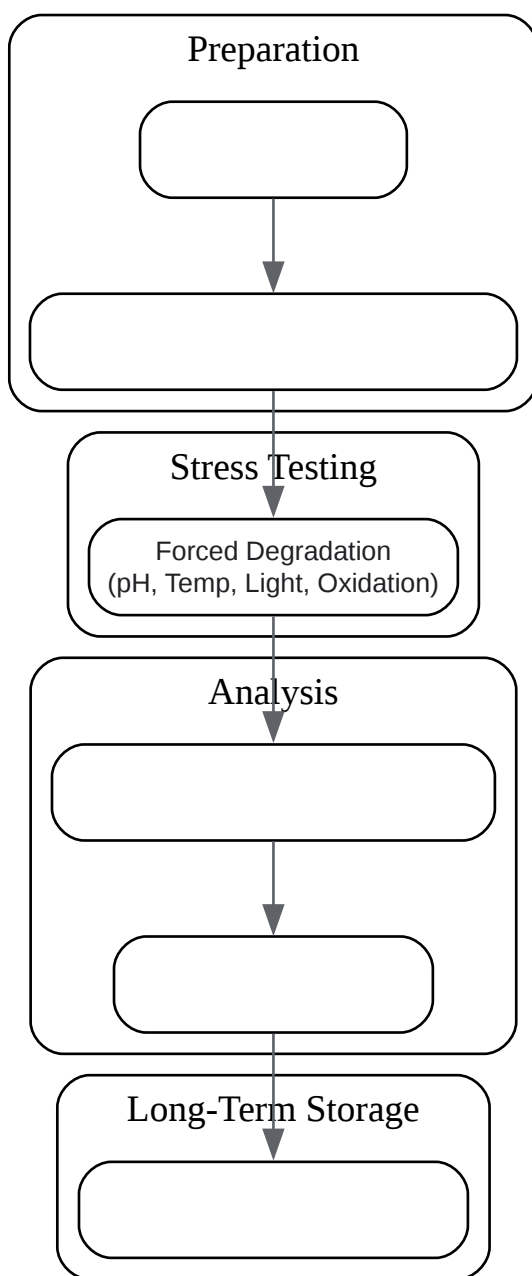 Preparation
Stress Testing
Forced Degradation
(pH, Temp, Light, Oxidation)
Analysis
Long-Term Storage